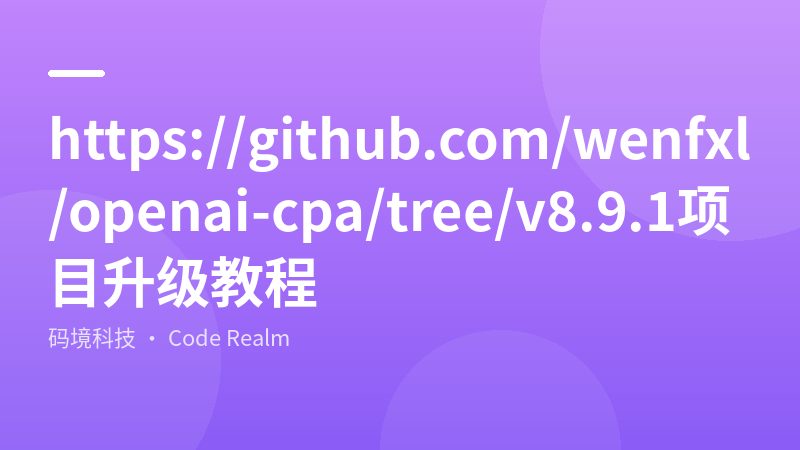 https://github.com/wenfxl
/openai-cpa/tree/v8.9.1项
目升级教程
码境科技 · Code Realm